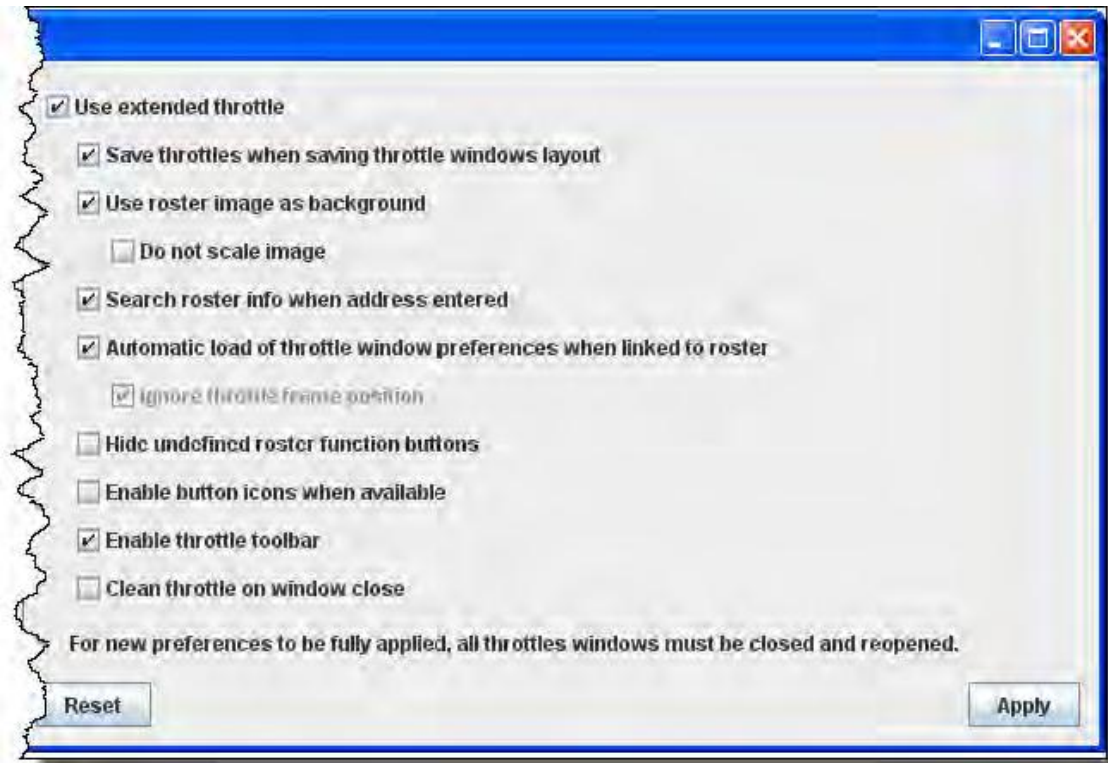 Use extended throttle
Save throttles when saving throttle windows layout
Use roster image as background
Do not scale image
Search roster info when address entered
Automatic load of throttle window preferences when linked to roster
Ignore throttle frame position
Hide undefined roster function buttons
Enable button icons when available
Enable throttle toolbar
Clean throttle on window close
For new preferences to be fully applied, all throttles windows must be closed and reopened.
Reset
Apply